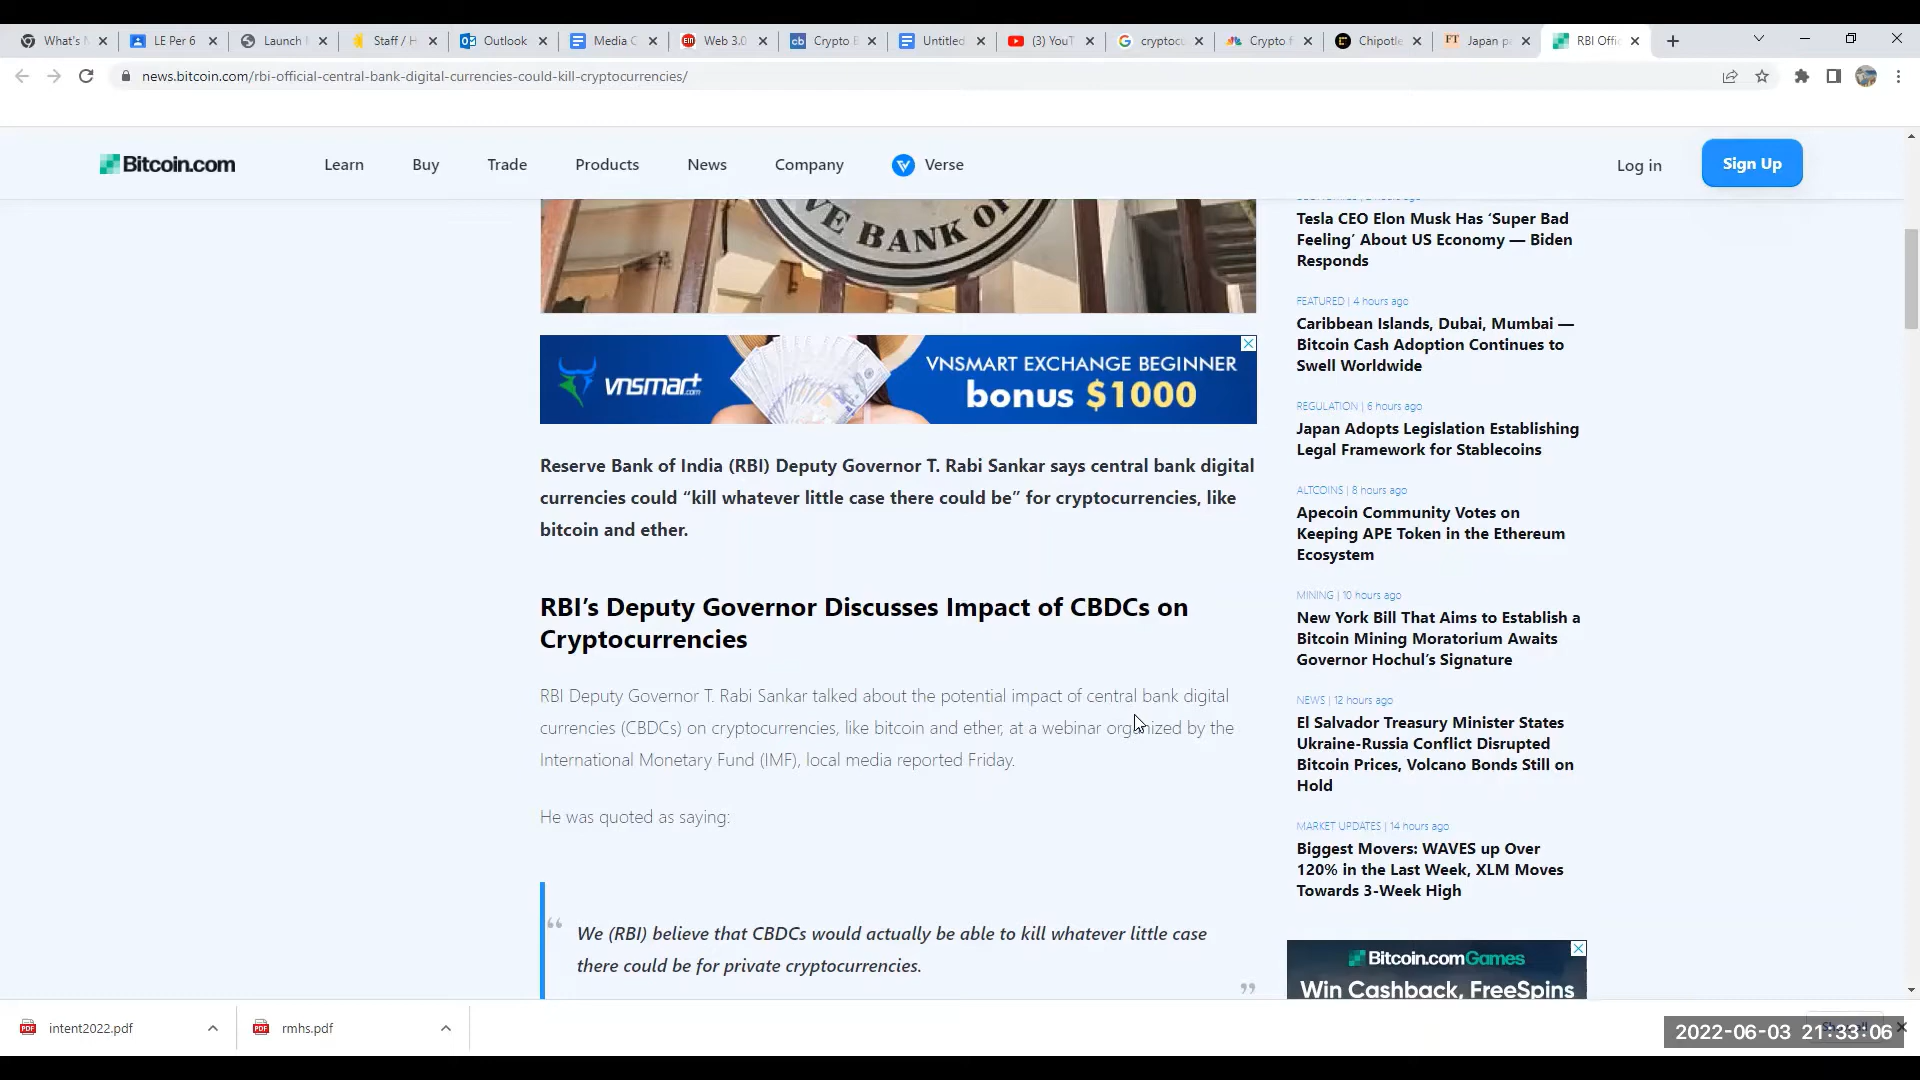 What's
LE Per 6
Launch
Staff / H
Outlook
Media
Web 3.0
Crypto
Untitled
(3) YouT
cryptoc
Crypto f
Chipotle
Japan p
RBI Offi
news.bitcoin.com/rbi-official-central-bank-digital-currencies-could-kill-cryptocurrencies/
Bitcoin.com
Learn
Buy
Trade
Products
News
Company
Verse
Log in
Sign Up
VE BANK O
vnsmart.com
VNSMART EXCHANGE BEGINNER
bonus $1000
Reserve Bank of India (RBI) Deputy Governor T. Rabi Sankar says central bank digital
currencies could “kill whatever little case there could be” for cryptocurrencies, like
bitcoin and ether.
RBI’s Deputy Governor Discusses Impact of CBDCs on
Cryptocurrencies
RBI Deputy Governor T. Rabi Sankar talked about the potential impact of central bank digital
currencies (CBDCs) on cryptocurrencies, like bitcoin and ether, at a webinar organized by the
International Monetary Fund (IMF), local media reported Friday.
He was quoted as saying:
“
We (RBI) believe that CBDCs would actually be able to kill whatever little case
there could be for private cryptocurrencies.
”
Tesla CEO Elon Musk Has ‘Super Bad
Feeling’ About US Economy — Biden
Responds
FEATURED | 4 hours ago
Caribbean Islands, Dubai, Mumbai —
Bitcoin Cash Adoption Continues to
Swell Worldwide
REGULATION | 6 hours ago
Japan Adopts Legislation Establishing
Legal Framework for Stablecoins
ALTCOINS | 8 hours ago
Apecoin Community Votes on
Keeping APE Token in the Ethereum
Ecosystem
MINING | 10 hours ago
New York Bill That Aims to Establish a
Bitcoin Mining Moratorium Awaits
Governor Hochul’s Signature
NEWS | 12 hours ago
El Salvador Treasury Minister States
Ukraine-Russia Conflict Disrupted
Bitcoin Prices, Volcano Bonds Still on
Hold
MARKET UPDATES | 14 hours ago
Biggest Movers: WAVES up Over
120% in the Last Week, XLM Moves
Towards 3-Week High
Bitcoin.comGames
Win Cashback, FreeSpins
intent2022.pdf
rmhs.pdf
2022-06-03 21:33:06